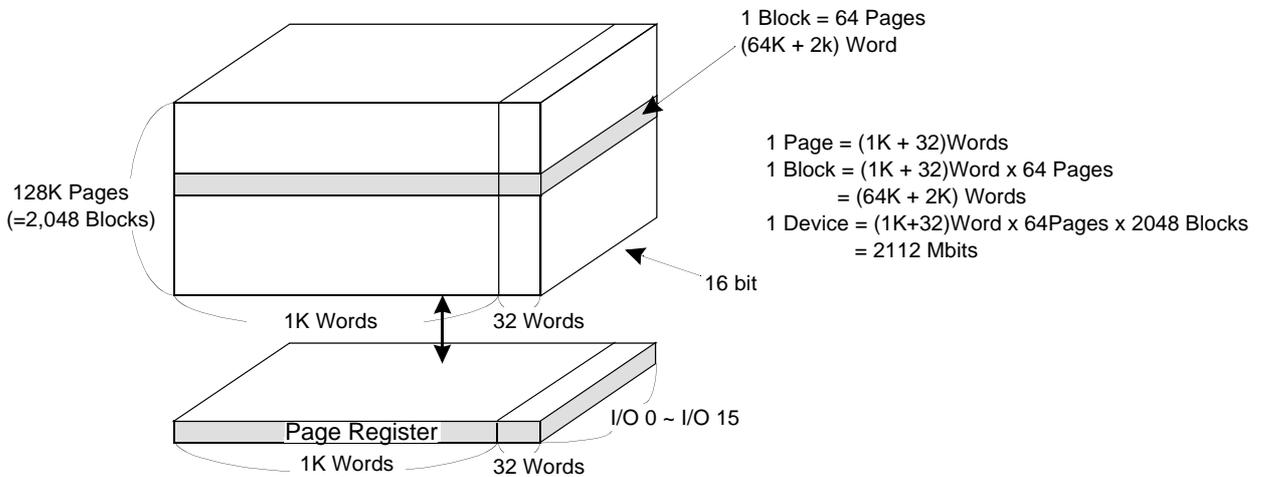 1 Block = 64 Pages
(64K + 2k) Word
1 Page = (1K + 32)Words
1 Block = (1K + 32)Word x 64 Pages
= (64K + 2K) Words
1 Device = (1K+32)Word x 64Pages x 2048 Blocks
= 2112 Mbits
128K Pages
(=2,048 Blocks)
16 bit
1K Words
32 Words
I/O 0 ~ I/O 15
Page Register
1K Words
32 Words